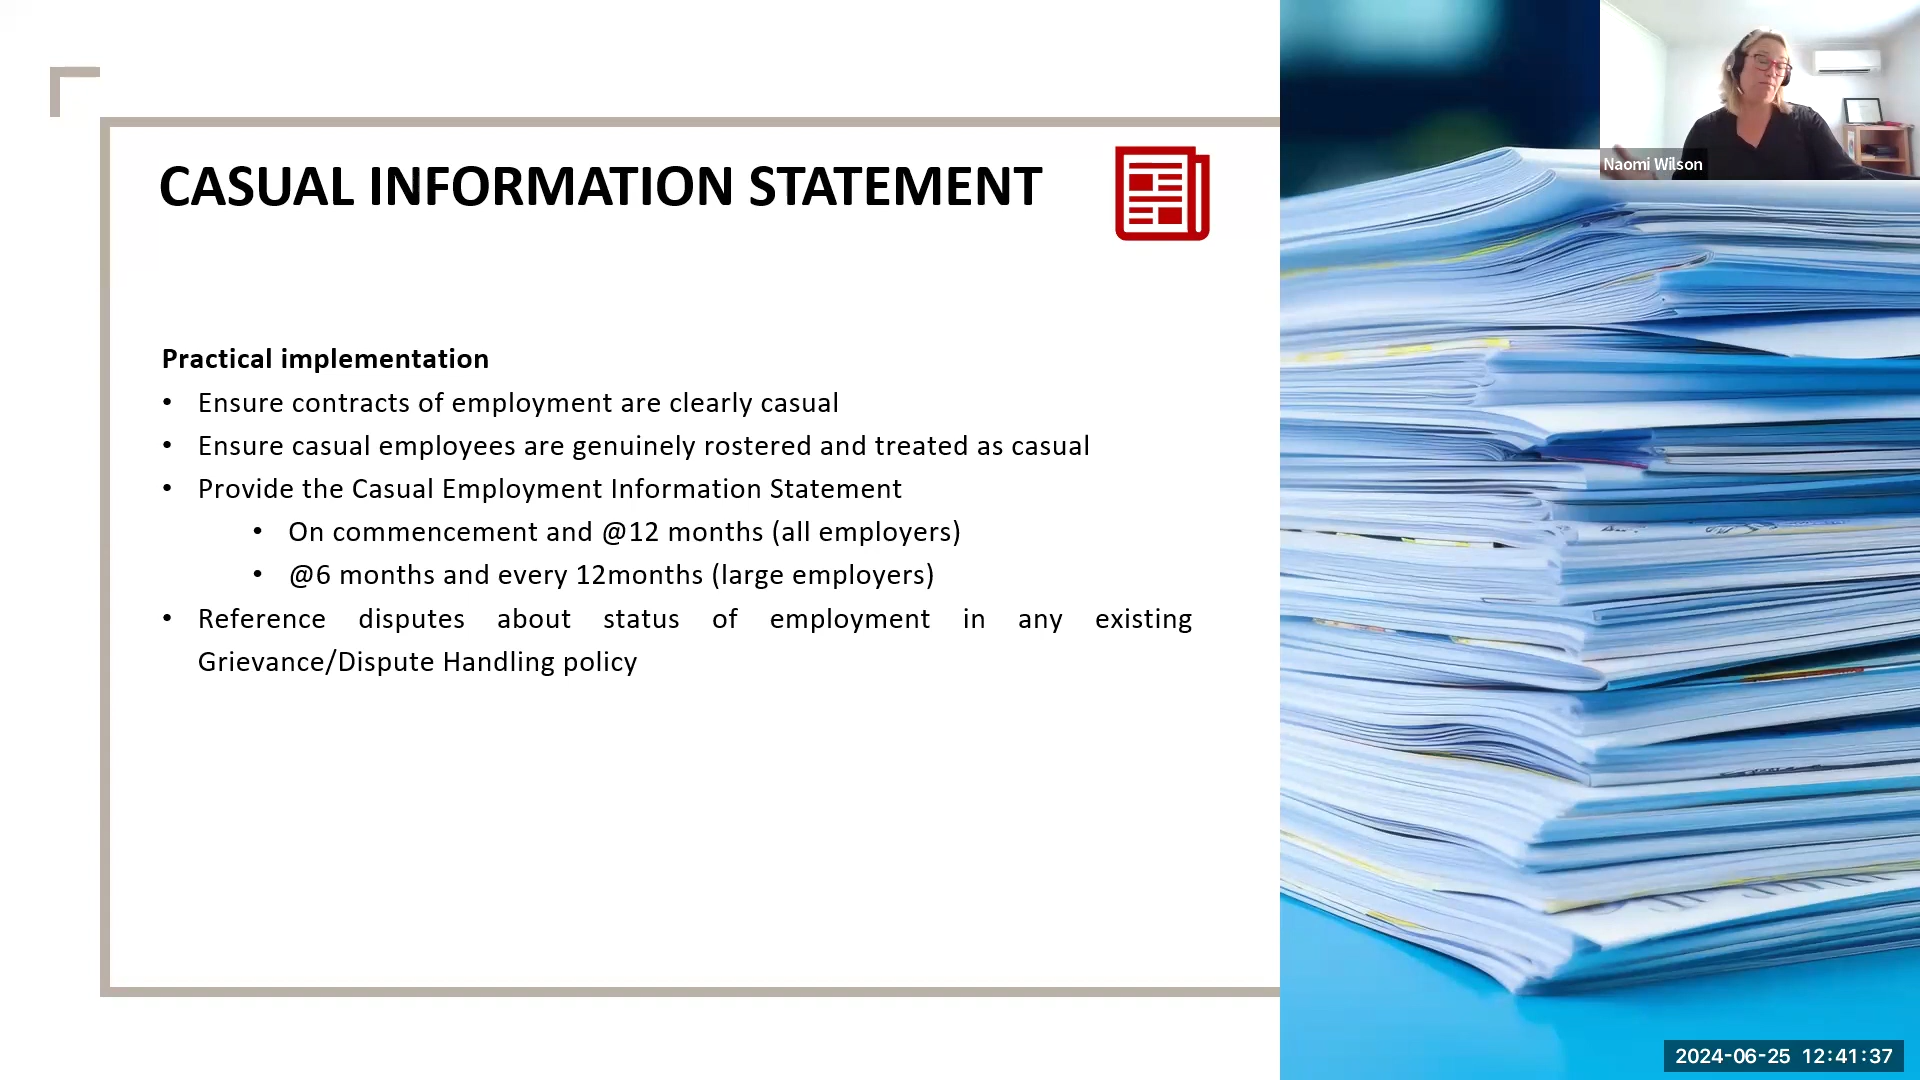 CASUAL INFORMATION STATEMENT
Naomi Wilson
Practical implementation
• Ensure contracts of employment are clearly casual
• Ensure casual employees are genuinely rostered and treated as casual
• Provide the Casual Employment Information Statement
• On commencement and @12 months (all employers)
• @6 months and every 12months (large employers)
• Reference disputes about status of employment in any existing
Grievance/Dispute Handling policy
2024-06-25 12:41:37